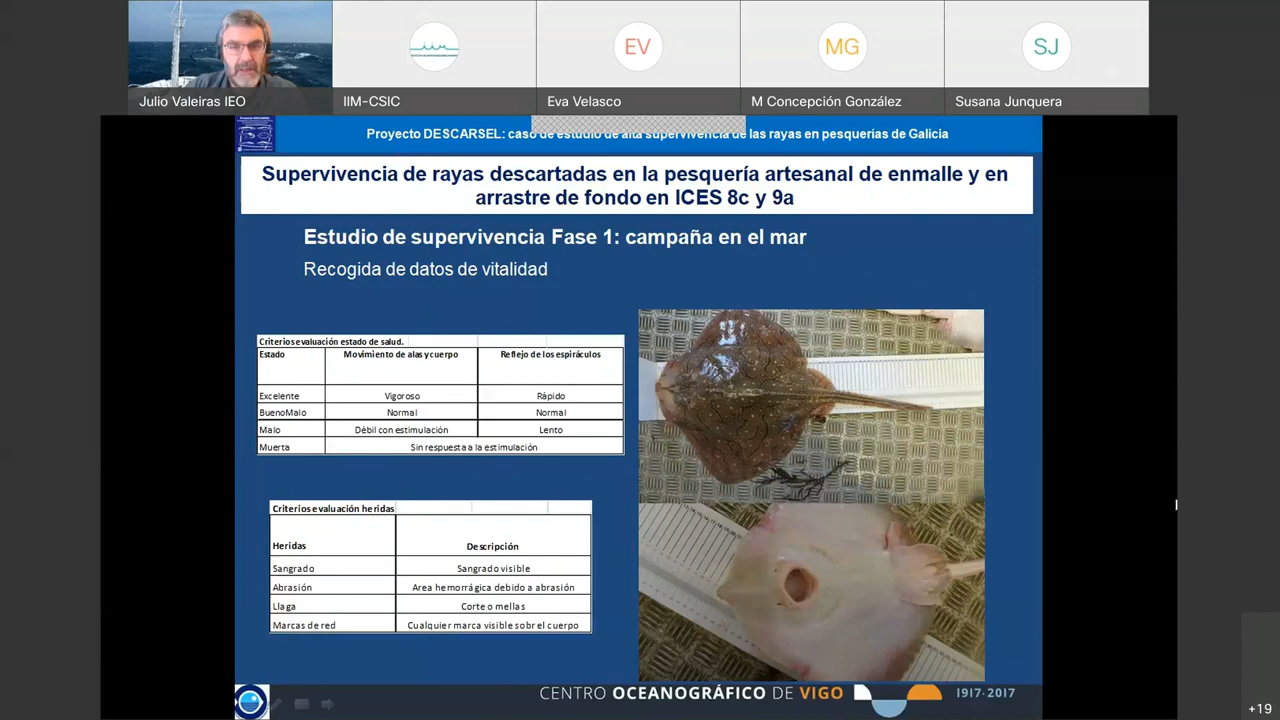 EV
MG
SJ
Julio Valeiras IEO
IIM-CSIC
Eva Velasco
M Concepción González
Susana Junquera
Proyecto DESCARSEL: caso de estudio de alta supervivencia de las rayas en pesquerías de Galicia
Supervivencia de rayas descartadas en la pesquería artesanal de enmalle y en
arrastre de fondo en ICES 8c y 9a
Estudio de supervivencia Fase 1: campaña en el mar
Recogida de datos de vitalidad
Criterios evaluación estado de salud.
Estado Movimiento de alas y cuerpo Reflejo de los espiráculos
Excelente Vigoroso Rápido
BuenoMalo Normal Normal
Malo Débil con estimulación Lento
Muerta Sin respuesta a la estimulación
Criterios evaluación heridas
Heridas Descripción
Sangrado Sangrado visible
Abrasión Area hemorrágica debido a abrasión
Llaga Corte o mellas
Marcas de red Cualquier marca visible sobr el cuerpo
CENTRO OCEANOGRÁFICO DE VIGO 1917-2017
+19